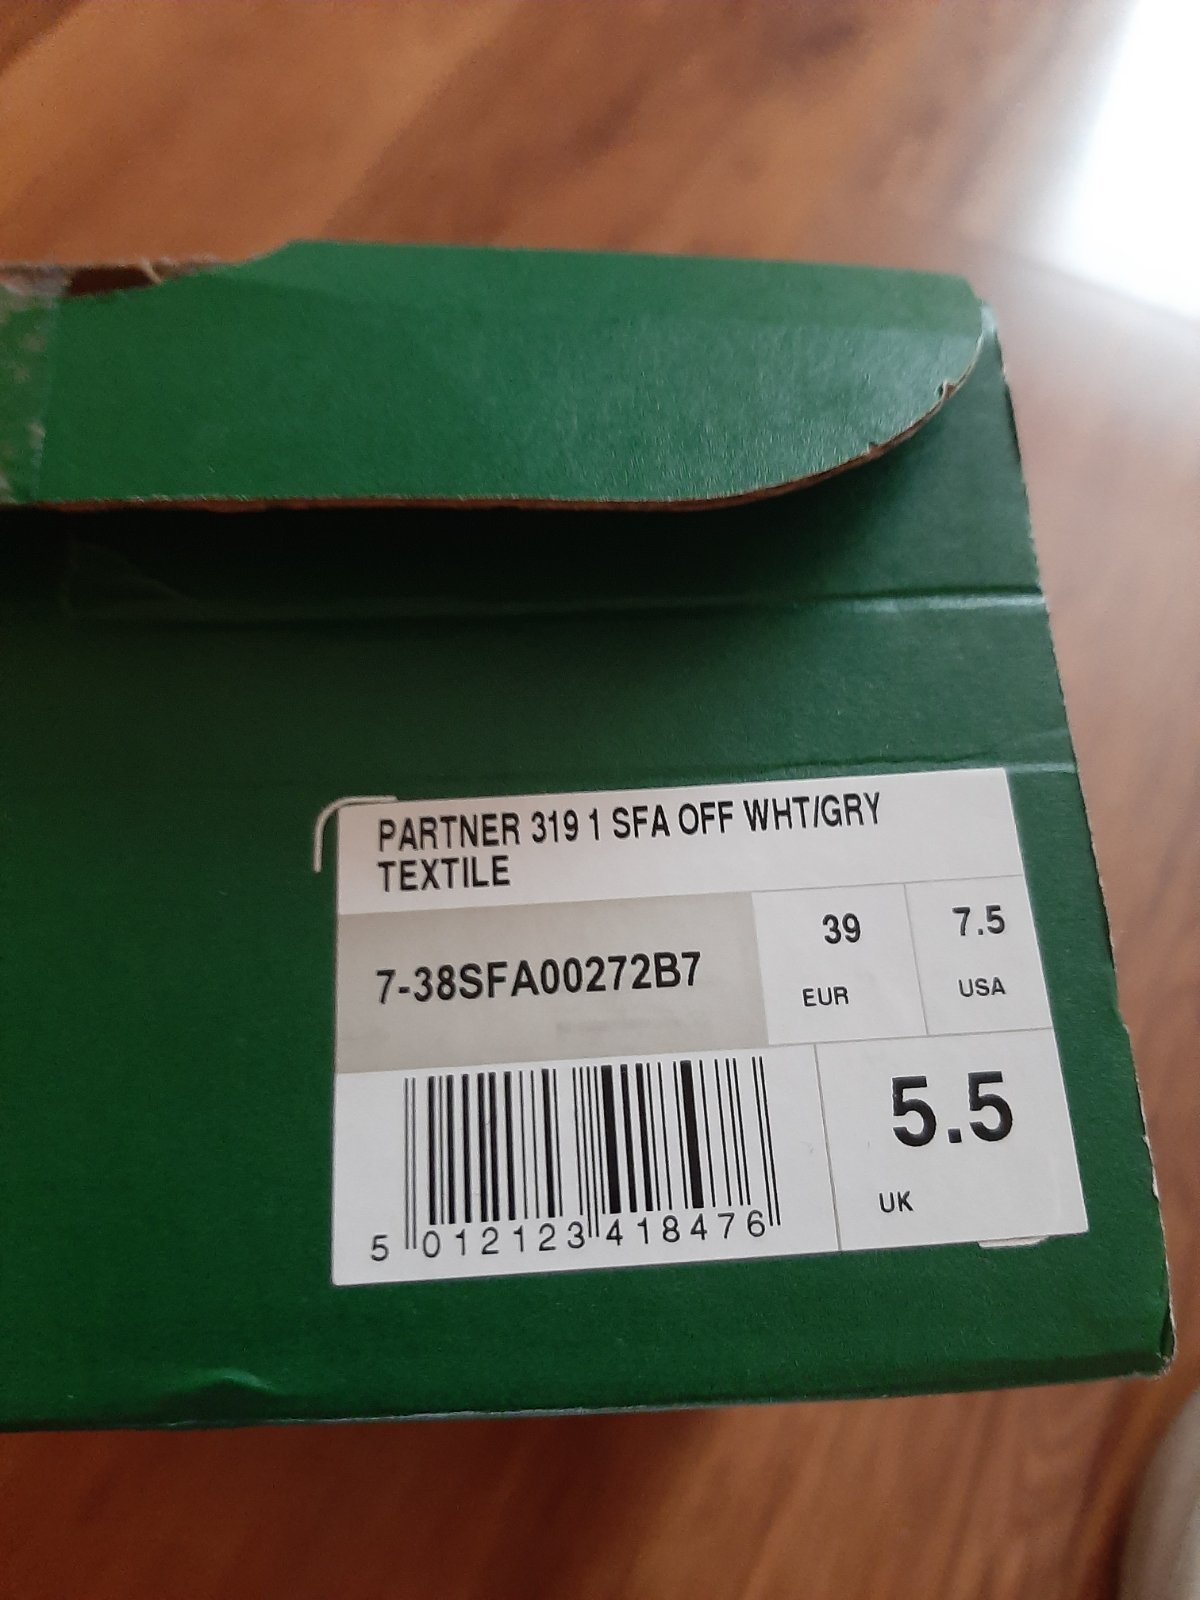 PARTNER 319 1 SFA OFF WHT/GRY
TEXTILE
7-38SFA00272B7
39
EUR
7.5
USA
5.5
UK
5 012123 418476